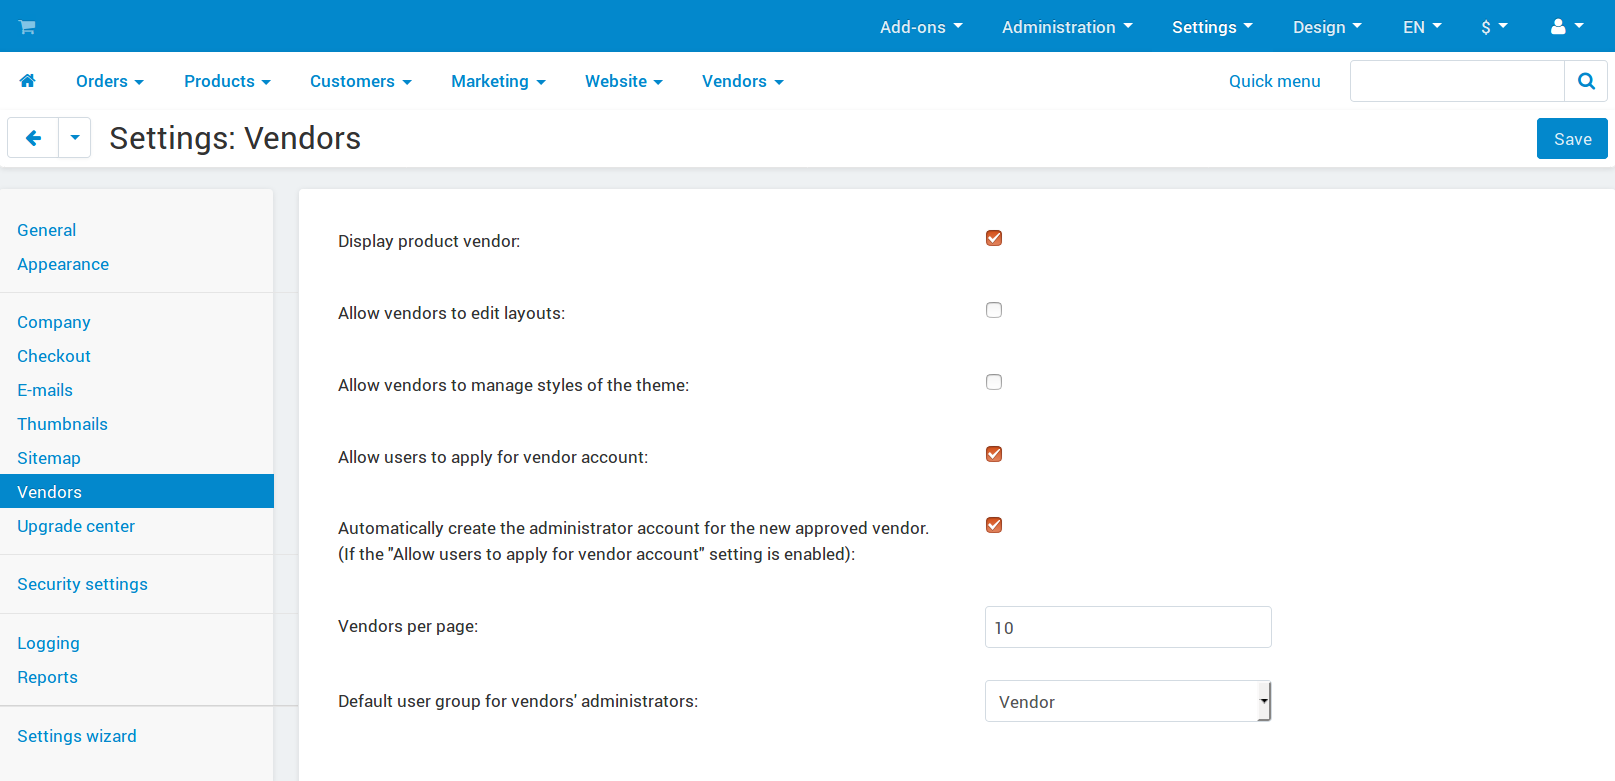 Add-ons Administration Settings Design EN $
Orders Products Customers Marketing Website Vendors Quick menu
Settings: Vendors Save
General
Appearance
Company
Checkout
E-mails
Thumbnails
Sitemap
Vendors
Upgrade center
Security settings
Logging
Reports
Settings wizard
Display product vendor:
Allow vendors to edit layouts:
Allow vendors to manage styles of the theme:
Allow users to apply for vendor account:
Automatically create the administrator account for the new approved vendor.
(If the "Allow users to apply for vendor account" setting is enabled):
Vendors per page: 10
Default user group for vendors' administrators: Vendor